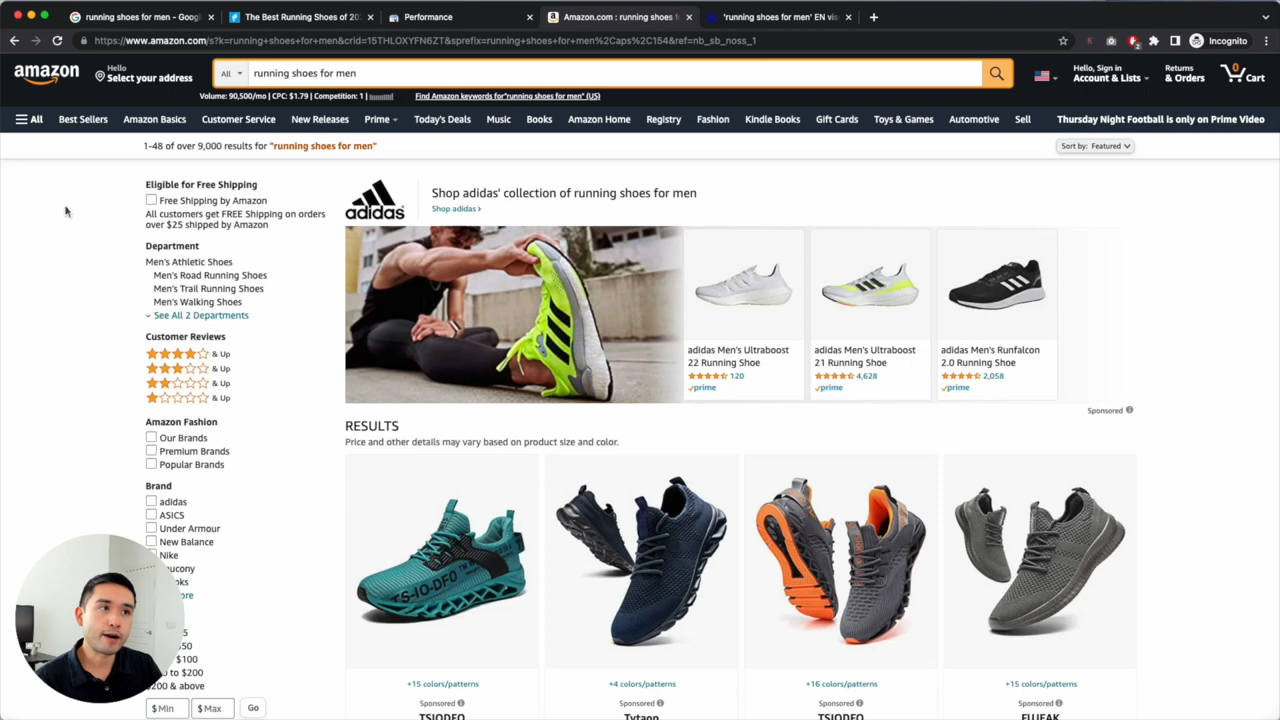 running shoes for men - Googl
The Best Running Shoes of 20
Performance
Amazon.com : running shoes f
'running shoes for men' EN vi
https://www.amazon.com/s?k=running+shoes+for+men&crid=15THLOXYFN6ZT&sprefix=running+shoes+for+men%2Caps%2C154&ref=nb_sb_noss_1
K
2
Incognito
amazon
Hello
Select your address
All
running shoes for men
Hello, Sign in
Account & Lists
Returns
& Orders
0
Cart
Volume: 90,500/mo | CPC: $1.79 | Competition: 1
Find Amazon keywords for"running shoes for men" (US)
All
Best Sellers
Amazon Basics
Customer Service
New Releases
Prime
Today's Deals
Music
Books
Amazon Home
Registry
Fashion
Kindle Books
Gift Cards
Toys & Games
Automotive
Sell
Thursday Night Football is only on Prime Video
1-48 of over 9,000 results for "running shoes for men"
Sort by: Featured
Eligible for Free Shipping
Free Shipping by Amazon
All customers get FREE Shipping on orders
over $25 shipped by Amazon
Department
Men's Athletic Shoes
Men's Road Running Shoes
Men's Trail Running Shoes
Men's Walking Shoes
See All 2 Departments
Customer Reviews
& Up
& Up
& Up
& Up
Amazon Fashion
Our Brands
Premium Brands
Popular Brands
Brand
adidas
ASICS
Under Armour
New Balance
Nike
ucony
oks
ore
5
50
$100
to $200
$200 & above
$ Min
$ Max
Go
adidas
Shop adidas' collection of running shoes for men
Shop adidas ›
adidas Men's Ultraboost
22 Running Shoe
120
prime
adidas Men's Ultraboost
21 Running Shoe
4,628
prime
adidas Men's Runfalcon
2.0 Running Shoe
2,058
prime
Sponsored
RESULTS
Price and other details may vary based on product size and color.
TS-IO-DFO
+15 colors/patterns
Sponsored
TSIODFO
+4 colors/patterns
Sponsored
Tvtaop
+16 colors/patterns
Sponsored
TSIODFO
+15 colors/patterns
Sponsored
FUJEAK